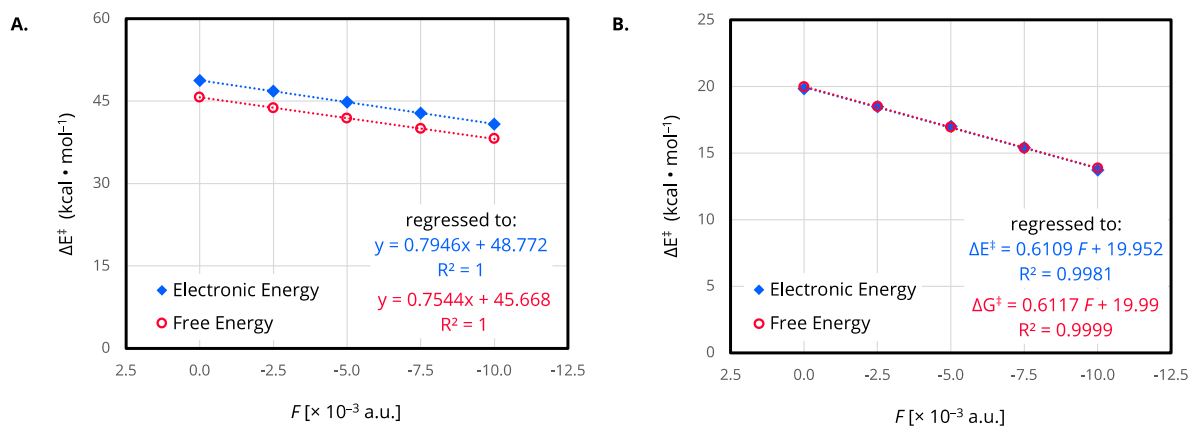 A.
60
45
30
15
0
ΔE‡ (kcal • mol⁻¹)
regressed to:
y = 0.7946x + 48.772
R² = 1
y = 0.7544x + 45.668
R² = 1
Electronic Energy
Free Energy
2.5 0.0 -2.5 -5.0 -7.5 -10.0 -12.5
F [× 10⁻³ a.u.]
B.
25
20
15
10
5
0
ΔE‡ (kcal • mol⁻¹)
regressed to:
ΔE‡ = 0.6109 F + 19.952
R² = 0.9981
ΔG‡ = 0.6117 F + 19.99
R² = 0.9999
Electronic Energy
Free Energy
2.5 0.0 -2.5 -5.0 -7.5 -10.0 -12.5
F [× 10⁻³ a.u.]